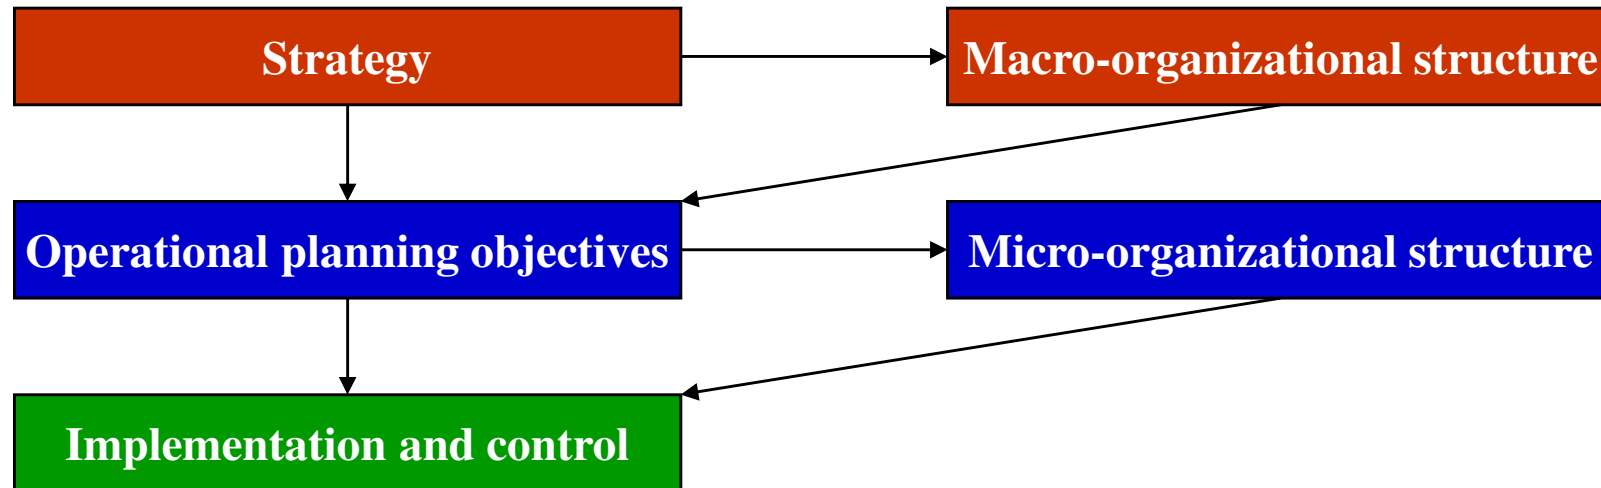 Strategy
Macro-organizational structure
Operational planning objectives
Micro-organizational structure
Implementation and control